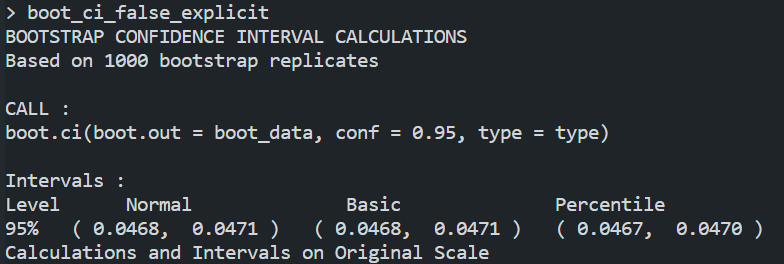 > boot_ci_false_explicit
BOOTSTRAP CONFIDENCE INTERVAL CALCULATIONS
Based on 1000 bootstrap replicates

CALL :
boot.ci(boot.out = boot_data, conf = 0.95, type = type)

Intervals :
Level      Normal              Basic              Percentile
95%   ( 0.0468,  0.0471 )   ( 0.0468,  0.0471 )   ( 0.0467,  0.0470 )
Calculations and Intervals on Original Scale